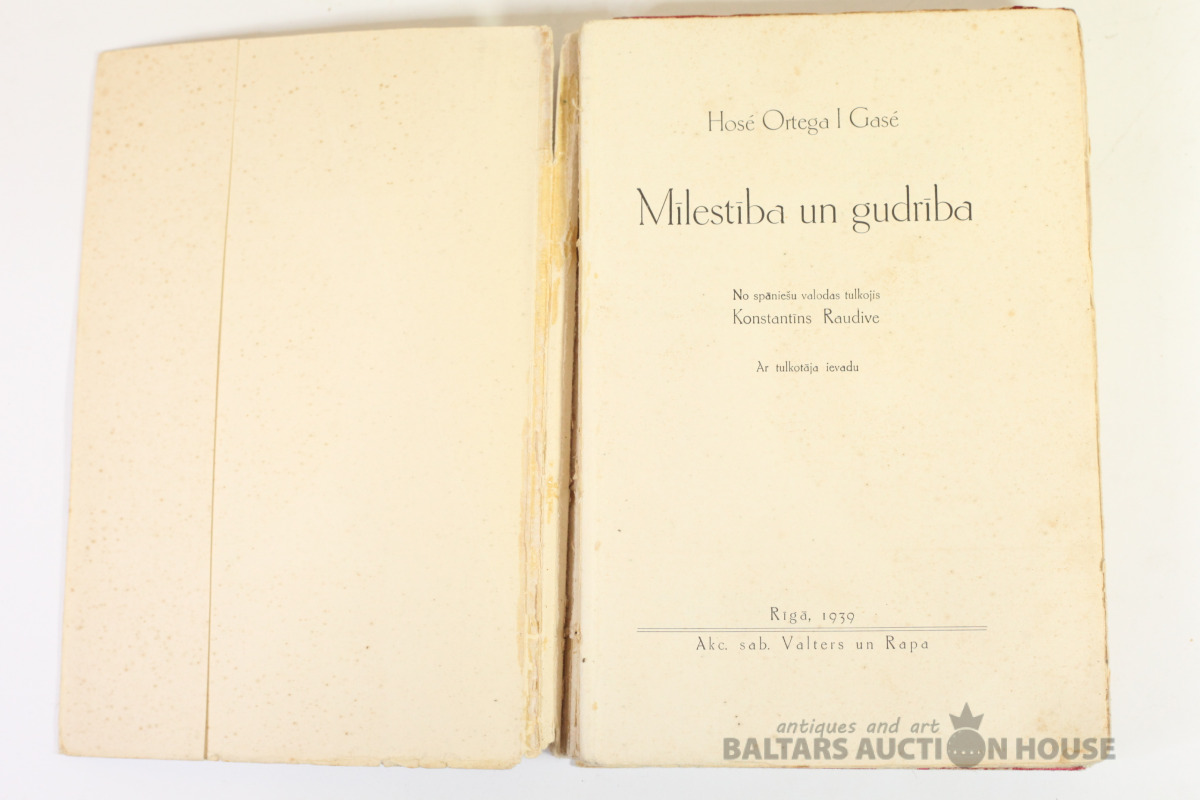 Hosé Ortega I Gasé
Mīlestība un gudrība
No spāniešu valodas tulkojis
Konstantīns Raudive
Ar tulkotāja ievadu
Rīgā, 1939
Akc. sab. Valters un Rapa
antiques and art
BALTARS AUCTION HOUSE